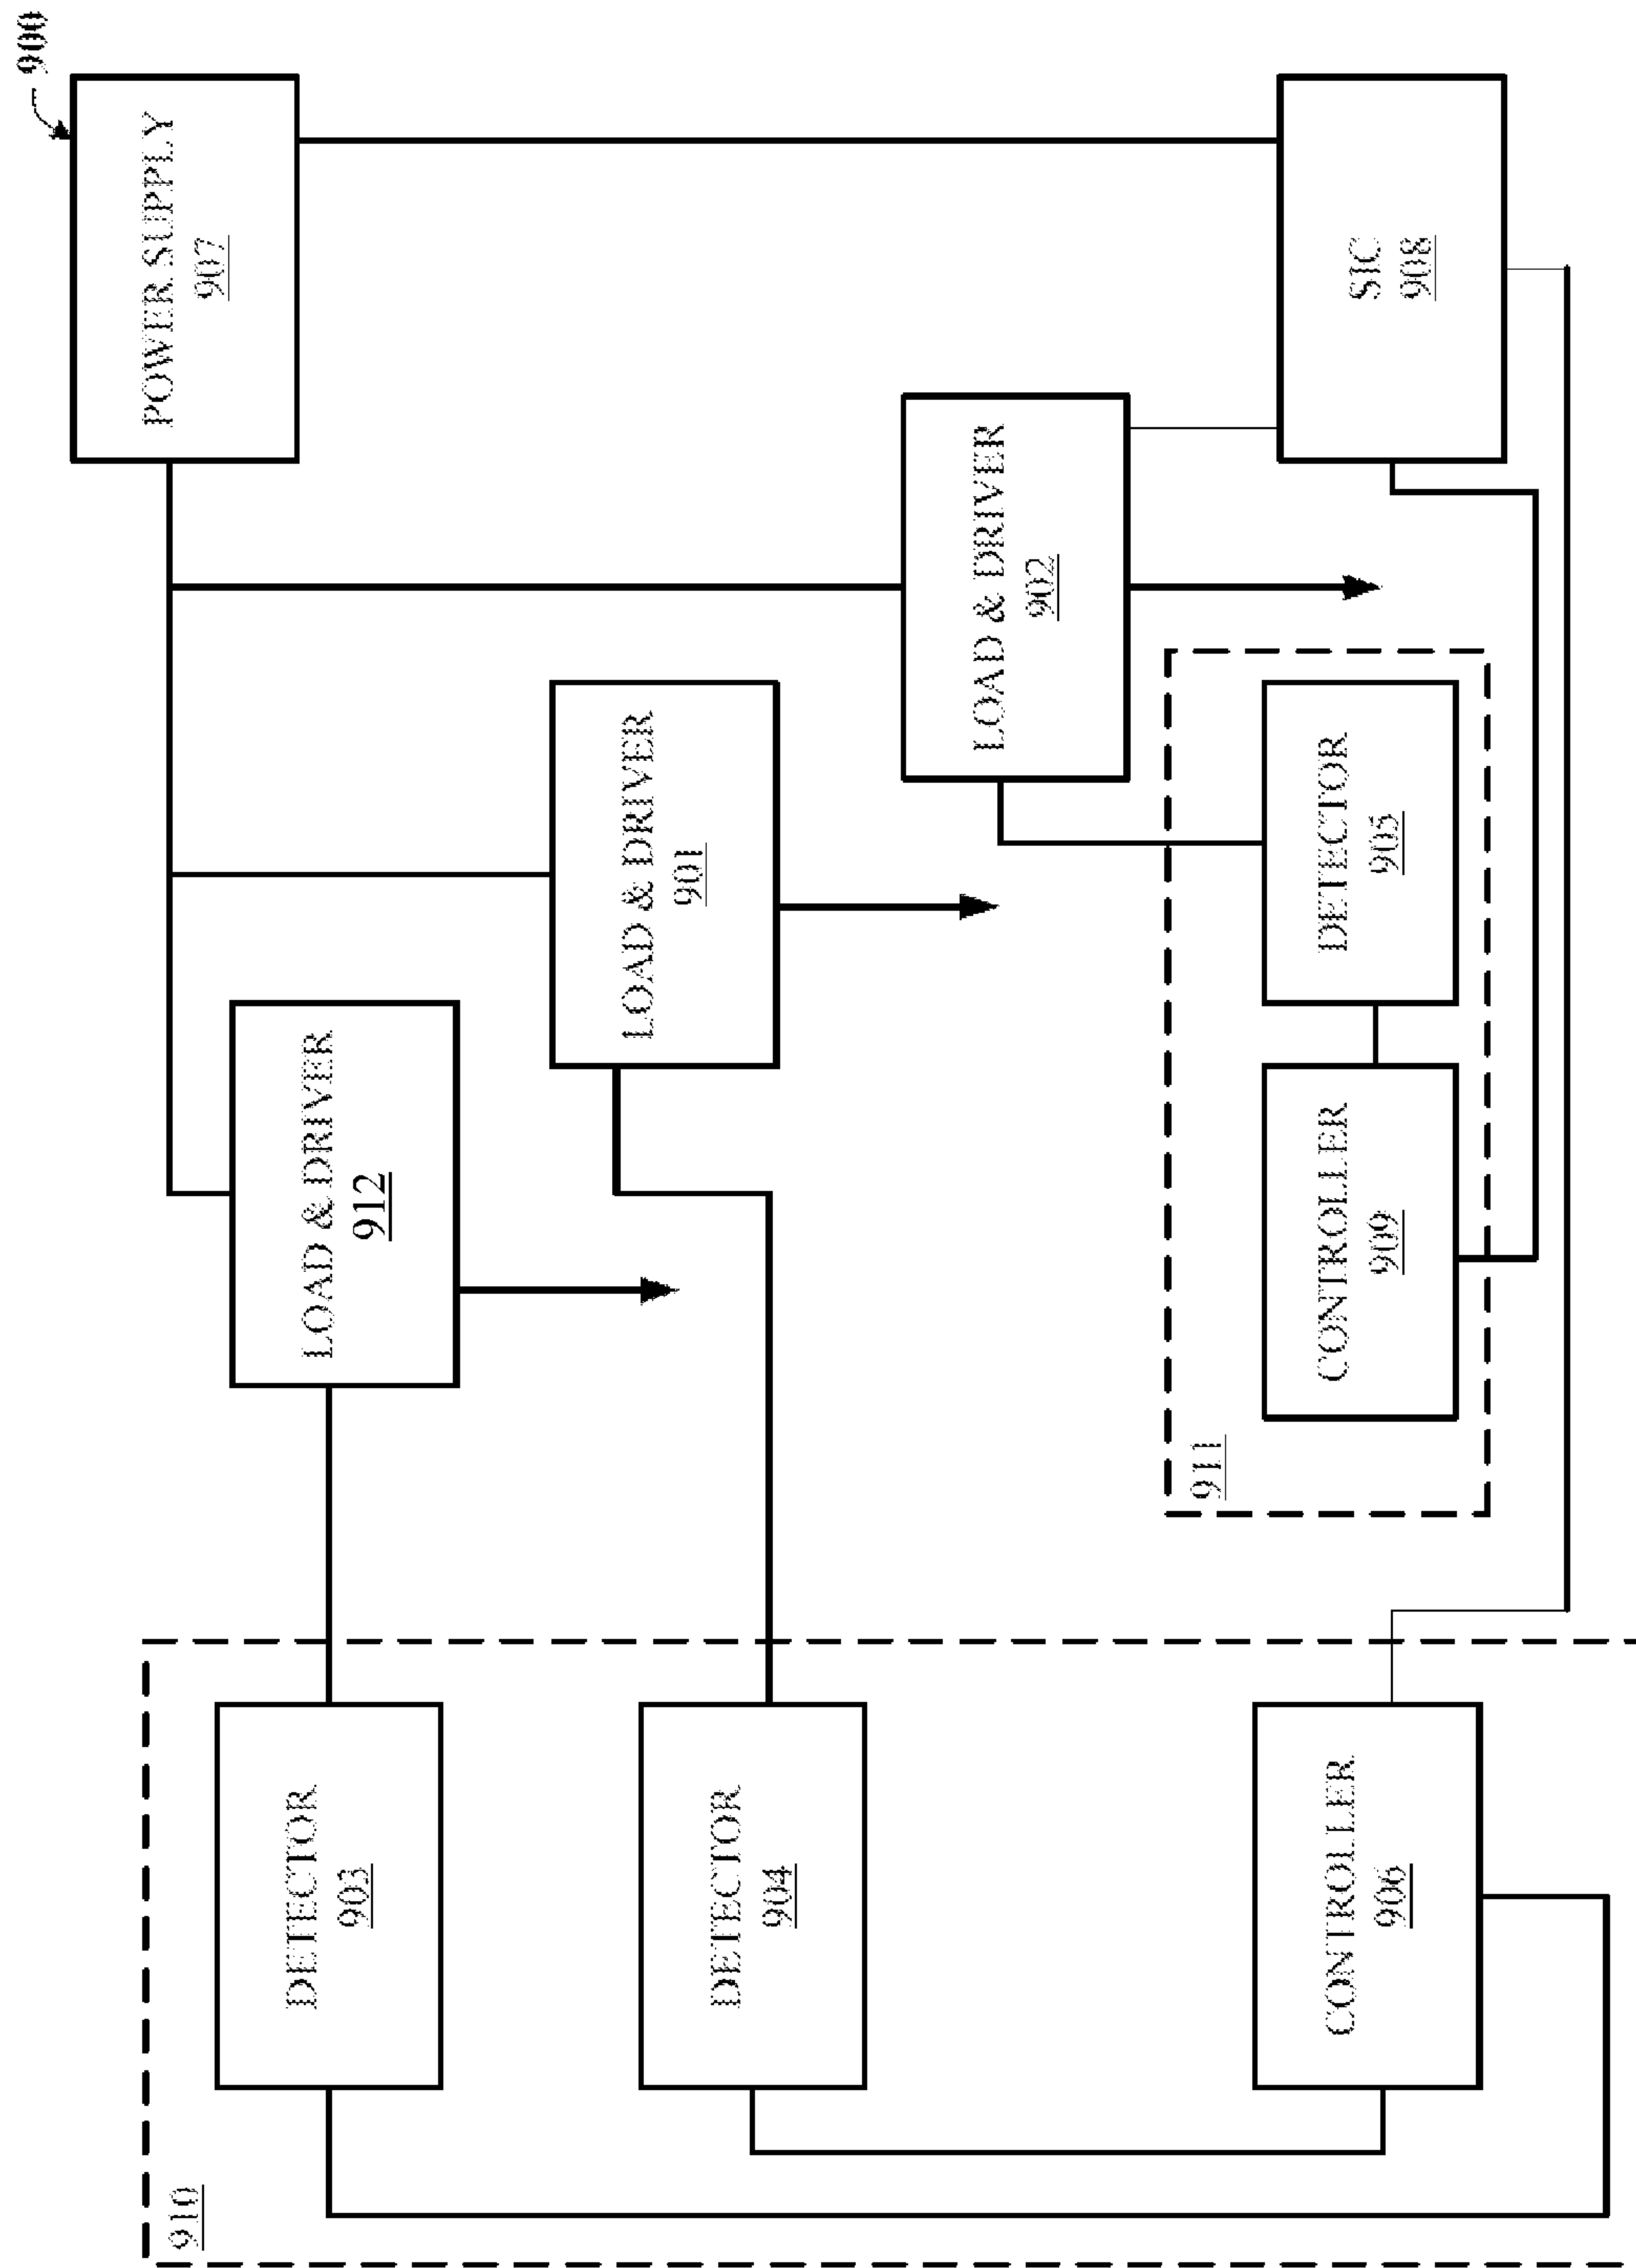 900
POWER SUPPLY
907
LOAD & DRIVER
912
LOAD & DRIVER
901
LOAD & DRIVER
902
SIC
908
DETECTOR
903
DETECTOR
904
CONTROLLER
906
910
CONTROLLER
909
DETECTOR
905
911